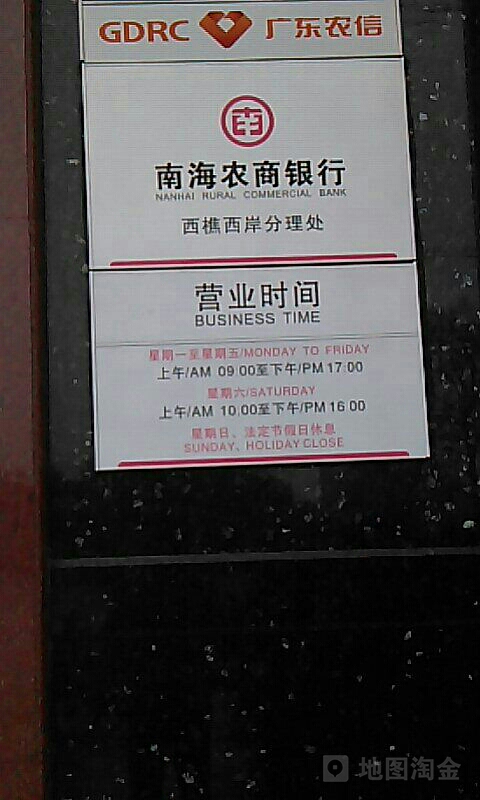 GDRC 广东农信
南
南海农商银行
NANHAI RURAL COMMERCIAL BANK
西樵西岸分理处
营业时间
BUSINESS TIME
星期一至星期五/MONDAY TO FRIDAY
上午/AM 09:00至下午/PM 17:00
星期六/SATURDAY
上午/AM 10:00至下午/PM 16:00
星期日、法定节假日休息
SUNDAY、HOLIDAY CLOSE
地图淘金